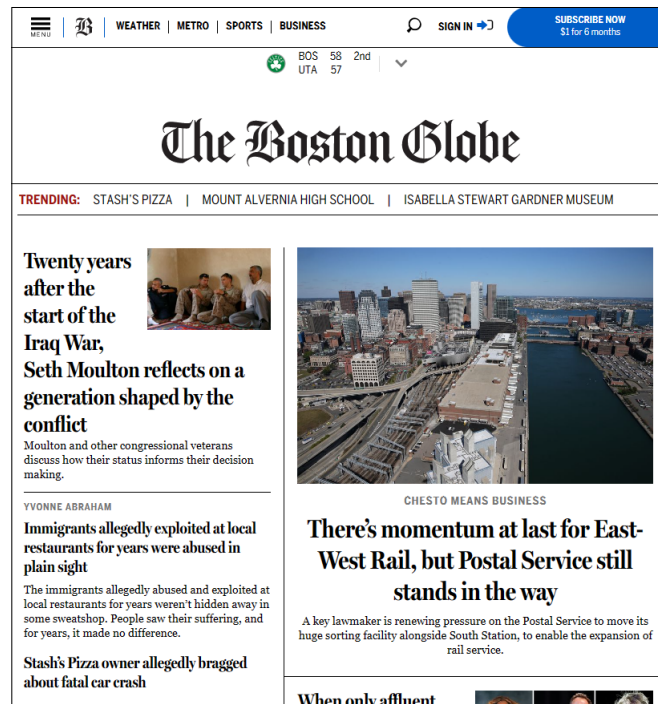 MENU
B
WEATHER | METRO | SPORTS | BUSINESS
SIGN IN
SUBSCRIBE NOW
$1 for 6 months
BOS 58 2nd
UTA 57
The Boston Globe
TRENDING: STASH'S PIZZA | MOUNT ALVERNIA HIGH SCHOOL | ISABELLA STEWART GARDNER MUSEUM
Twenty years
after the
start of the
Iraq War,
Seth Moulton reflects on a
generation shaped by the
conflict
Moulton and other congressional veterans
discuss how their status informs their decision
making.
YVONNE ABRAHAM
Immigrants allegedly exploited at local
restaurants for years were abused in
plain sight
The immigrants allegedly abused and exploited at
local restaurants for years weren't hidden away in
some sweatshop. People saw their suffering, and
for years, it made no difference.
Stash's Pizza owner allegedly bragged
about fatal car crash
CHESTO MEANS BUSINESS
There's momentum at last for East-
West Rail, but Postal Service still
stands in the way
A key lawmaker is renewing pressure on the Postal Service to move its
huge sorting facility alongside South Station, to enable the expansion of
rail service.
When only affluent